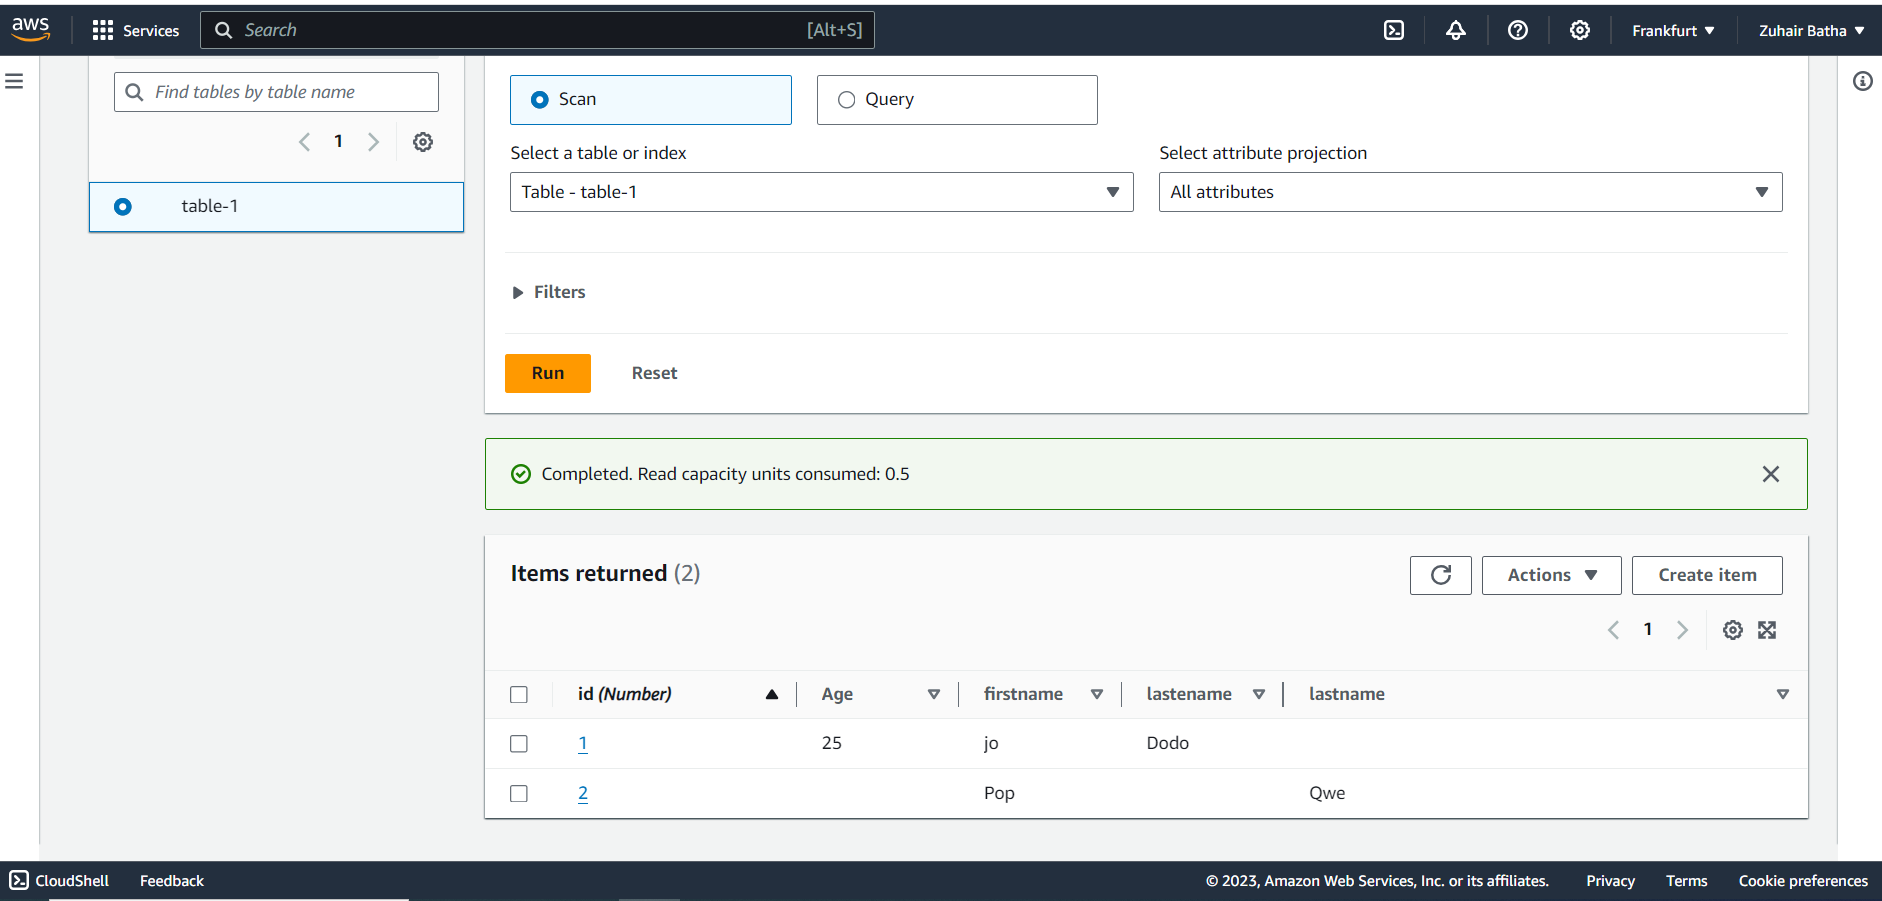 aws Services Search [Alt+S] Frankfurt Zuhair Batha
Find tables by table name
1
table-1
Scan Query
Select a table or index Select attribute projection
Table - table-1 All attributes
Filters
Run Reset
Completed. Read capacity units consumed: 0.5
Items returned (2) Actions Create item
1
id (Number) Age firstname lastename lastname
1 25 jo Dodo
2 Pop Qwe
CloudShell Feedback © 2023, Amazon Web Services, Inc. or its affiliates. Privacy Terms Cookie preferences